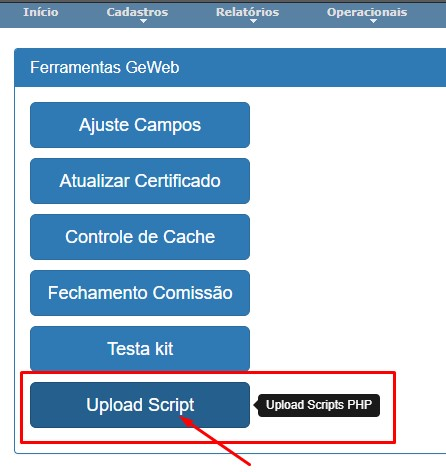 Início Cadastros Relatórios Operacionais
Ferramentas GeWeb
Ajuste Campos
Atualizar Certificado
Controle de Cache
Fechamento Comissão
Testa kit
Upload Script Upload Scripts PHP